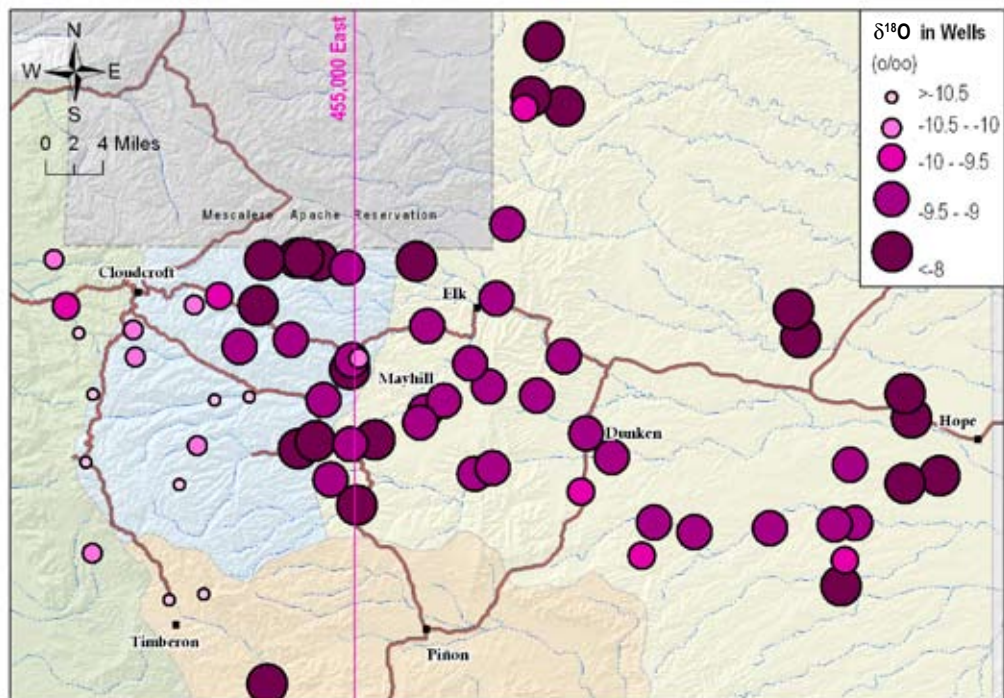 N
W E
S
0 2 4 Miles
455,000 East
δ18O in Wells
(o/oo)
>-10.5
-10.5 - -10
-10 - -9.5
-9.5 - -9
<-8
Mescalero Apache Reservation
Cloudcroft
Elk
Mayhill
Dunken
Hope
Timberon
Piñon